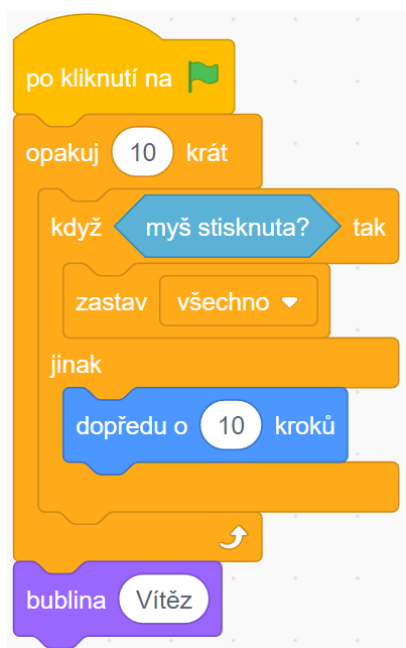 po kliknutí na
opakuj 10 krát
když myš stisknuta? tak
zastav všechno
jinak
dopředu o 10 kroků
bublina Vítěz